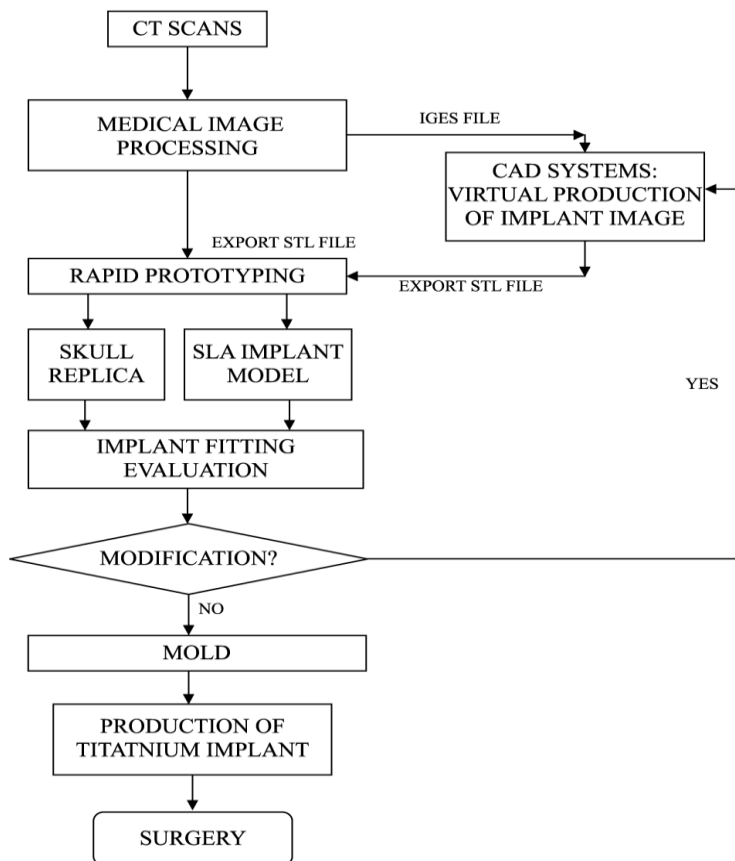 CT SCANS
MEDICAL IMAGE
PROCESSING
IGES FILE
CAD SYSTEMS:
VIRTUAL PRODUCTION
OF IMPLANT IMAGE
EXPORT STL FILE
RAPID PROTOTYPING
EXPORT STL FILE
SKULL
REPLICA
SLA IMPLANT
MODEL
YES
IMPLANT FITTING
EVALUATION
MODIFICATION?
NO
MOLD
PRODUCTION OF
TITATNIUM IMPLANT
SURGERY